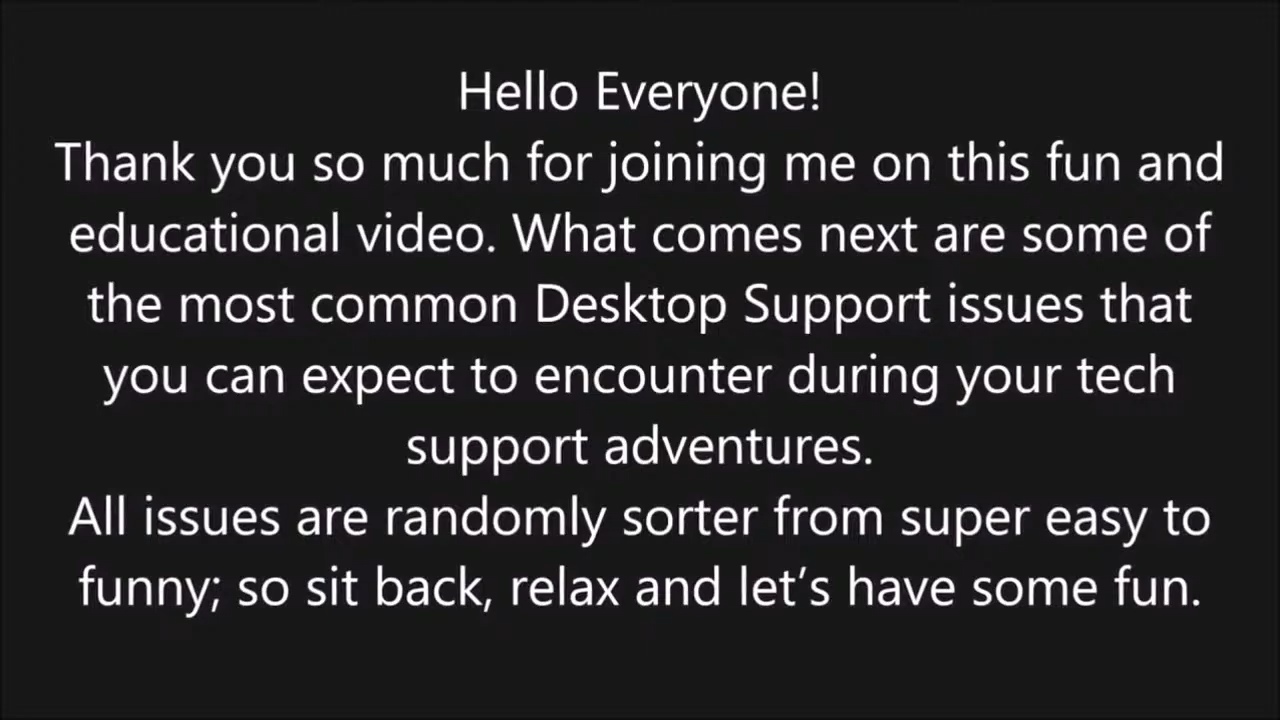 Hello Everyone!
Thank you so much for joining me on this fun and
educational video. What comes next are some of
the most common Desktop Support issues that
you can expect to encounter during your tech
support adventures.
All issues are randomly sorter from super easy to
funny; so sit back, relax and let’s have some fun.